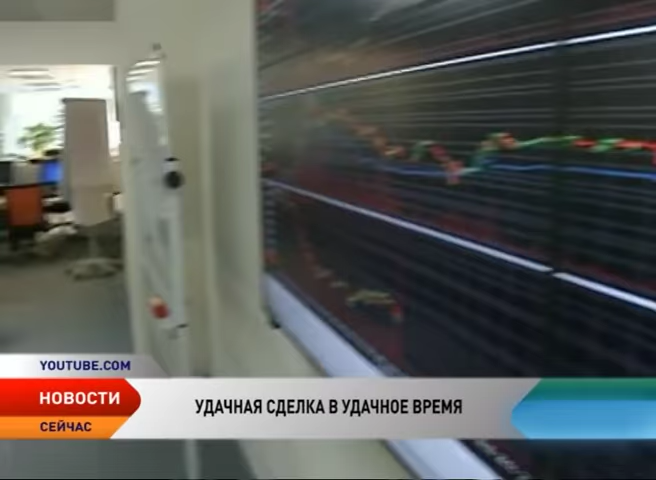 YOUTUBE.COM
НОВОСТИ
СЕЙЧАС
УДАЧНАЯ СДЕЛКА В УДАЧНОЕ ВРЕМЯ